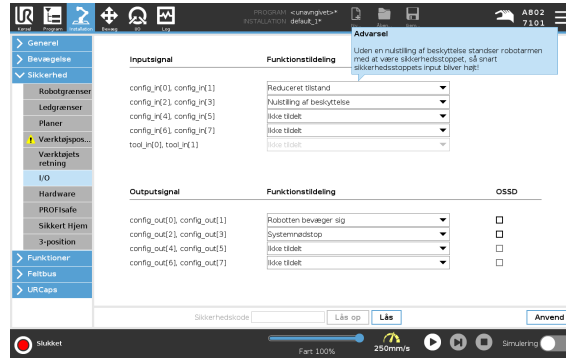 PROGRAM <unavngivet>*
INSTALLATION default_1*
A802
7101
Kørsel Program Installation Bevæg I/O Log
Advarsel
Uden en nulstilling af beskyttelse standser robotarmen
med at være sikkerhedsstoppet, så snart
sikkerhedsstoppets input bliver højt!
Generel
Bevægelse
Sikkerhed
Robotgrænser
Ledgrænser
Planer
Værktøjspos...
Værktøjets
retning
I/O
Hardware
PROFIsafe
Sikkert Hjem
3-position
Funktioner
Feltbus
URCaps
Inputsignal Funktionstildeling
config_in[0], config_in[1] Reduceret tilstand
config_in[2], config_in[3] Nulstilling af beskyttelse
config_in[4], config_in[5] Ikke tildelt
config_in[6], config_in[7] Ikke tildelt
tool_in[0], tool_in[1] Ikke tildelt
Outputsignal Funktionstildeling OSSD
config_out[0], config_out[1] Robotten bevæger sig
config_out[2], config_out[3] Systemnødstop
config_out[4], config_out[5] Ikke tildelt
config_out[6], config_out[7] Ikke tildelt
Sikkerhedskode Lås op Lås Anvend
Slukket Fart 100% 250mm/s Simulering